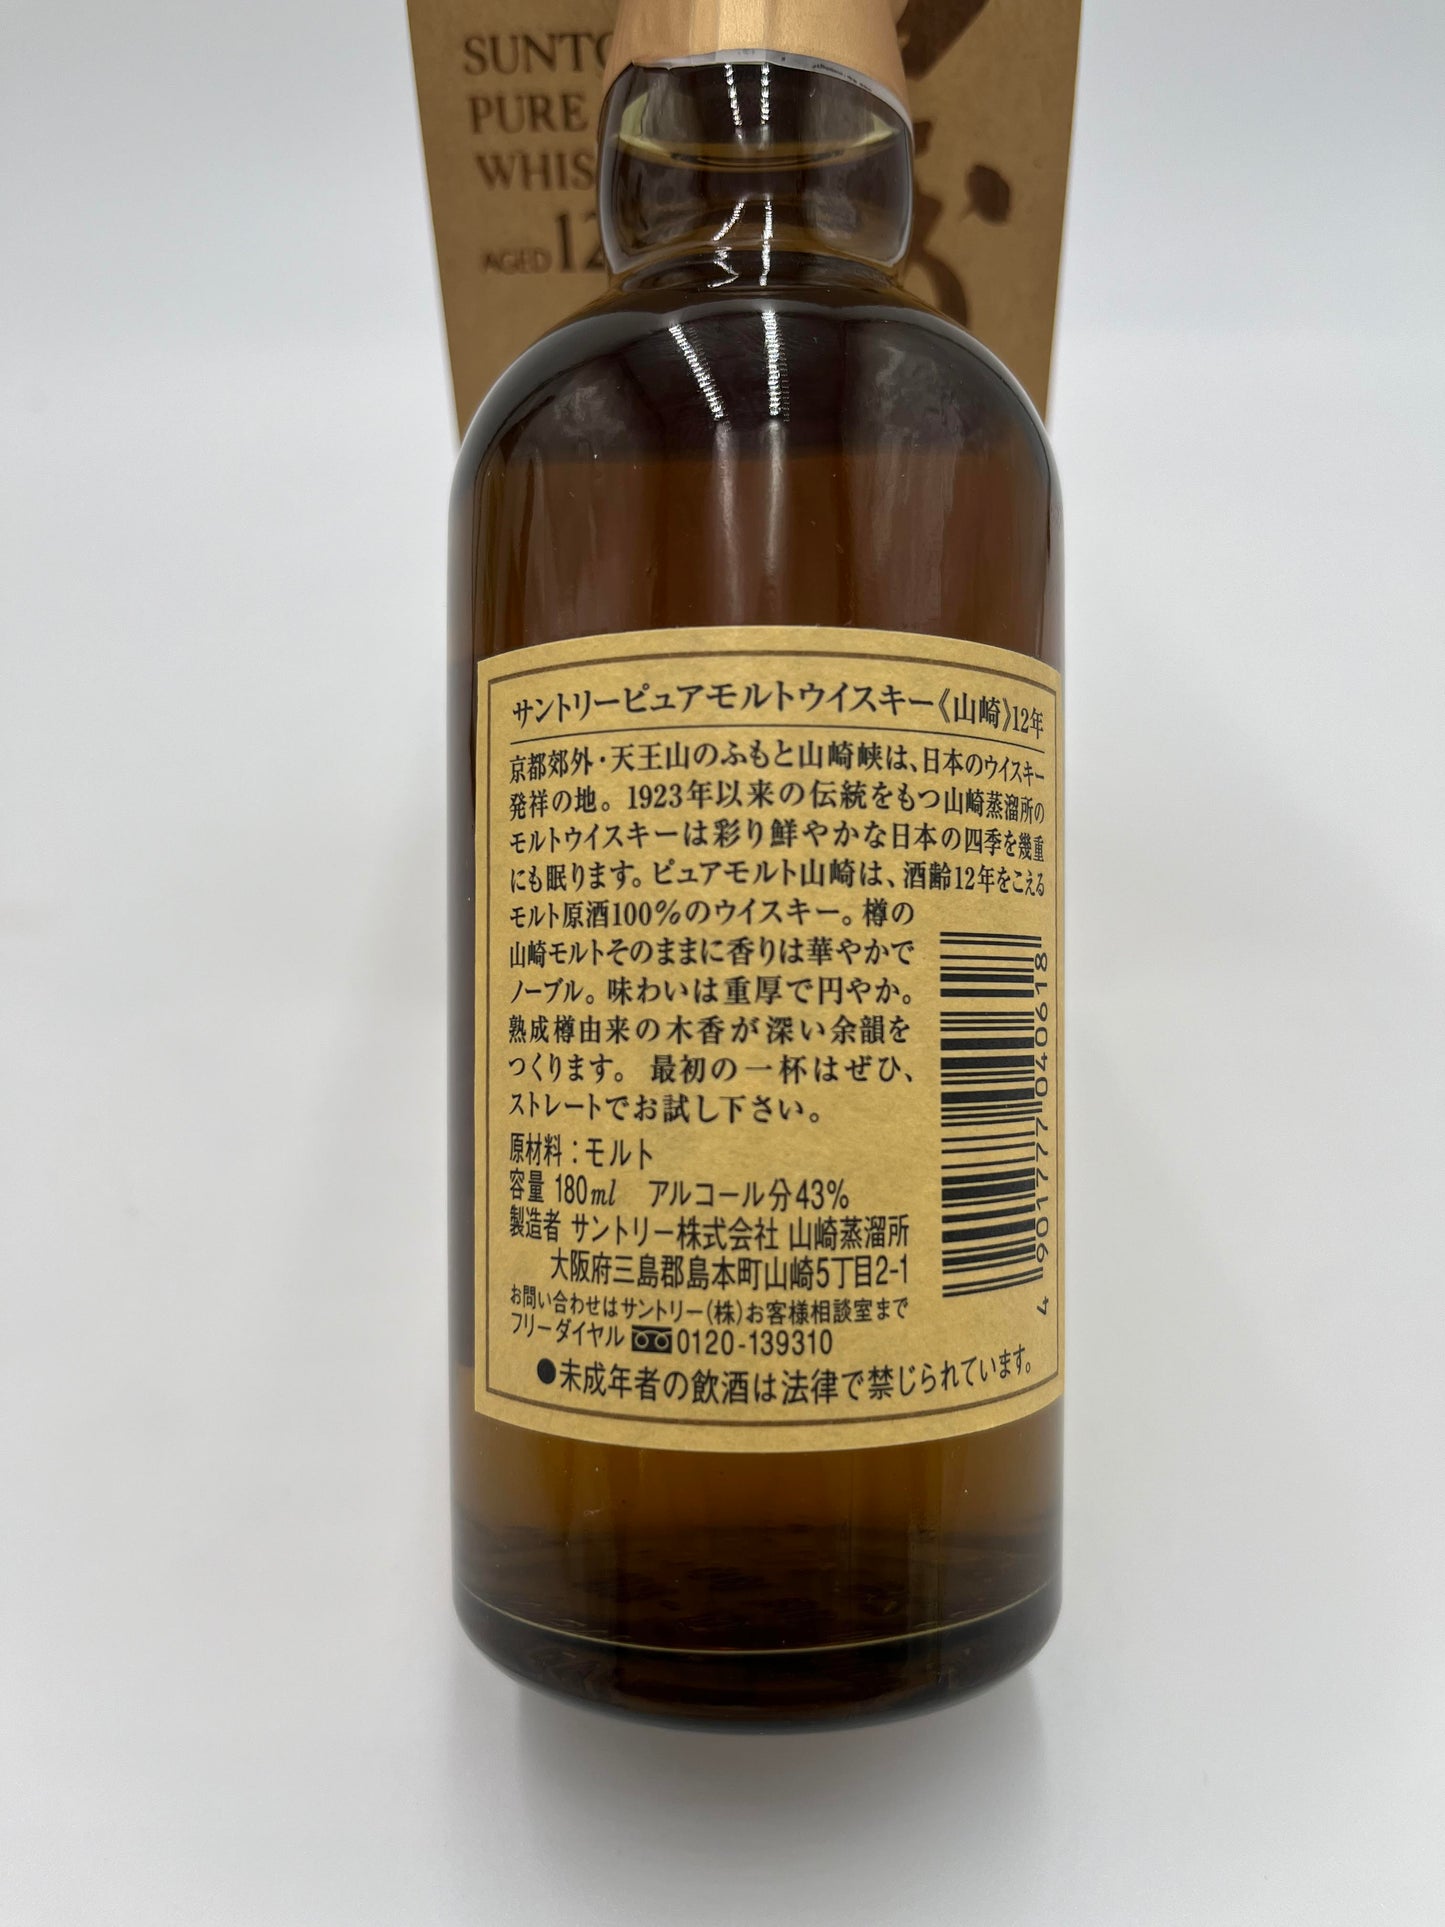 PURE
AGED 12
サントリーピュアモルトウイスキー《山崎》12年
京都郊外・天王山のふもと山崎峡は、日本のウイスキー
発祥の地。1923年以来の伝統をもつ山崎蒸溜所の
モルトウイスキーは彩り鮮やかな日本の四季を幾重
にも眠ります。ピュアモルト山崎は、酒齢12年をこえる
モルト原酒100%のウイスキー。樽の
山崎モルトそのままに香りは華やかで
ノーブル。味わいは重厚で円やか。
熟成樽由来の木香が深い余韻を
つくります。最初の一杯はぜひ、
ストレートでお試し下さい。
原材料：モルト
容量 180ml アルコール分43%
製造者 サントリー株式会社 山崎蒸溜所
大阪府三島郡島本町山崎5丁目2-1
お問い合わせはサントリー(株)お客様相談室まで
フリーダイヤル 0120-139310
●未成年者の飲酒は法律で禁じられています。
4 901777 040618